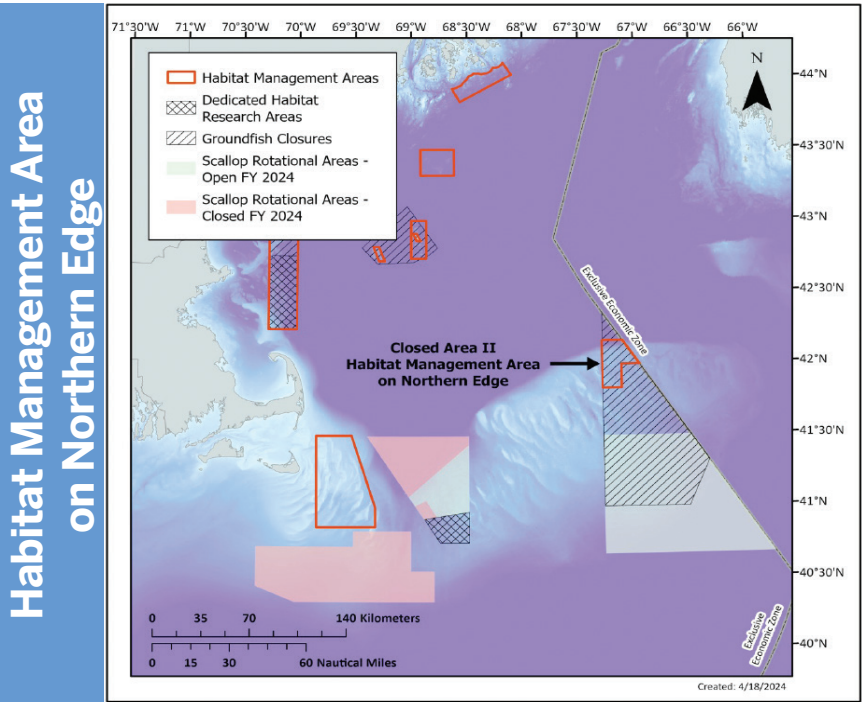 Habitat Management Area
on Northern Edge
71°30'W 71°W 70°30'W 70°W 69°30'W 69°W 68°30'W 68°W 67°30'W 67°W 66°30'W 66°W
N
Habitat Management Areas
Dedicated Habitat
Research Areas
Groundfish Closures
Scallop Rotational Areas -
Open FY 2024
Scallop Rotational Areas -
Closed FY 2024
44°N
43°30'N
43°N
42°30'N
42°N
41°30'N
41°N
40°30'N
40°N
Exclusive Economic Zone
Closed Area II
Habitat Management Area
on Northern Edge
Exclusive
Economic Zone
0 35 70 140 Kilometers
0 15 30 60 Nautical Miles
Created: 4/18/2024